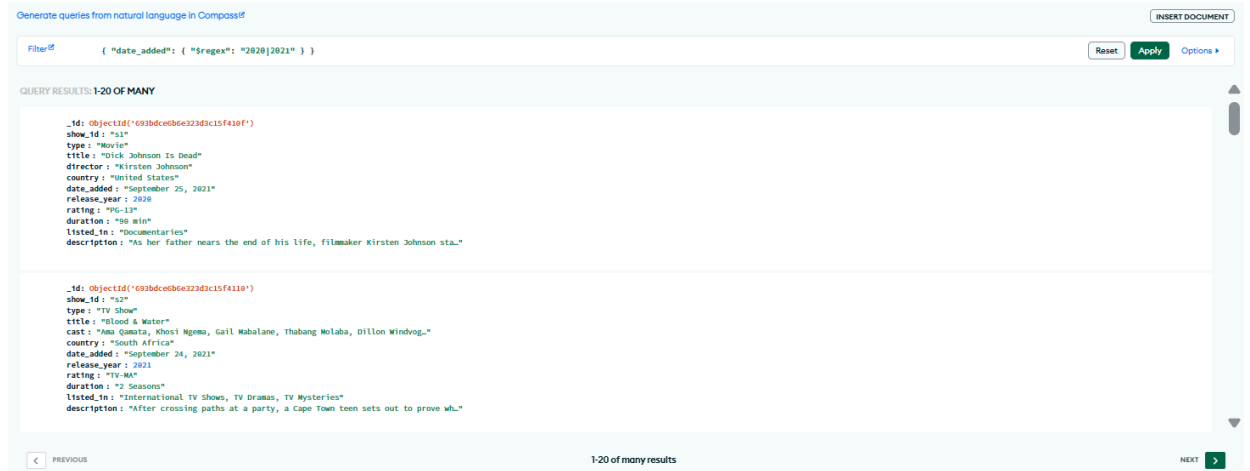 Generate queries from natural language in Compass
INSERT DOCUMENT
Filter { "date_added": { "$regex": "2020|2021" } } Reset Apply Options
QUERY RESULTS: 1-20 OF MANY
_id: ObjectId('693bdce6b6e323d3c15f410f')
show_id : "s1"
type : "Movie"
title : "Dick Johnson Is Dead"
director : "Kirsten Johnson"
country : "United States"
date_added : "September 25, 2021"
release_year : 2020
rating : "PG-13"
duration : "90 min"
listed_in : "Documentaries"
description : "As her father nears the end of his life, filmmaker Kirsten Johnson sta…"
_id: ObjectId('693bdce6b6e323d3c15f4110')
show_id : "s2"
type : "TV Show"
title : "Blood & Water"
cast : "Ama Qamata, Khosi Ngema, Gail Mabalane, Thabang Molaba, Dillon Windvog…"
country : "South Africa"
date_added : "September 24, 2021"
release_year : 2021
rating : "TV-MA"
duration : "2 Seasons"
listed_in : "International TV Shows, TV Dramas, TV Mysteries"
description : "After crossing paths at a party, a Cape Town teen sets out to prove wh…"
PREVIOUS 1-20 of many results NEXT